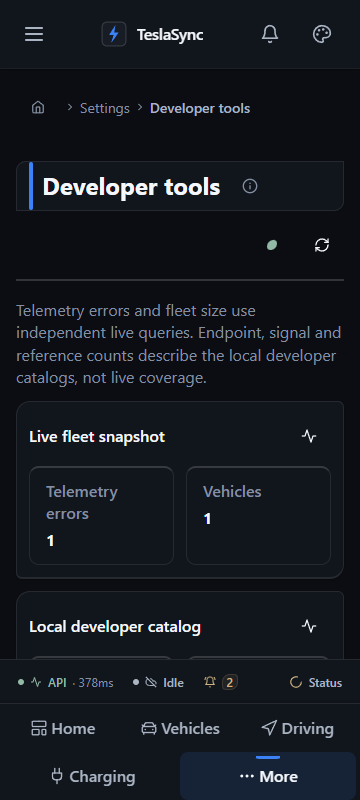 TeslaSync
Settings
Developer tools
Developer tools
Telemetry errors and fleet size use
independent live queries. Endpoint, signal and
reference counts describe the local developer
catalogs, not live coverage.
Live fleet snapshot
Telemetry
errors
1
Vehicles
1
Local developer catalog
API · 378ms
Idle
2
Status
Home
Vehicles
Driving
Charging
More